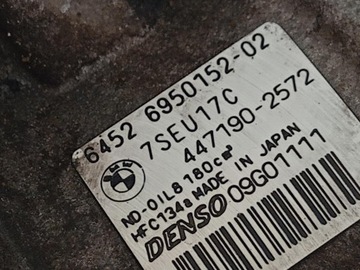 6452 6950152-02
7SEU17C
447190-2572
ND-OIL8 180cm³
HFC134a MADE IN JAPAN
DENSO 09G01111